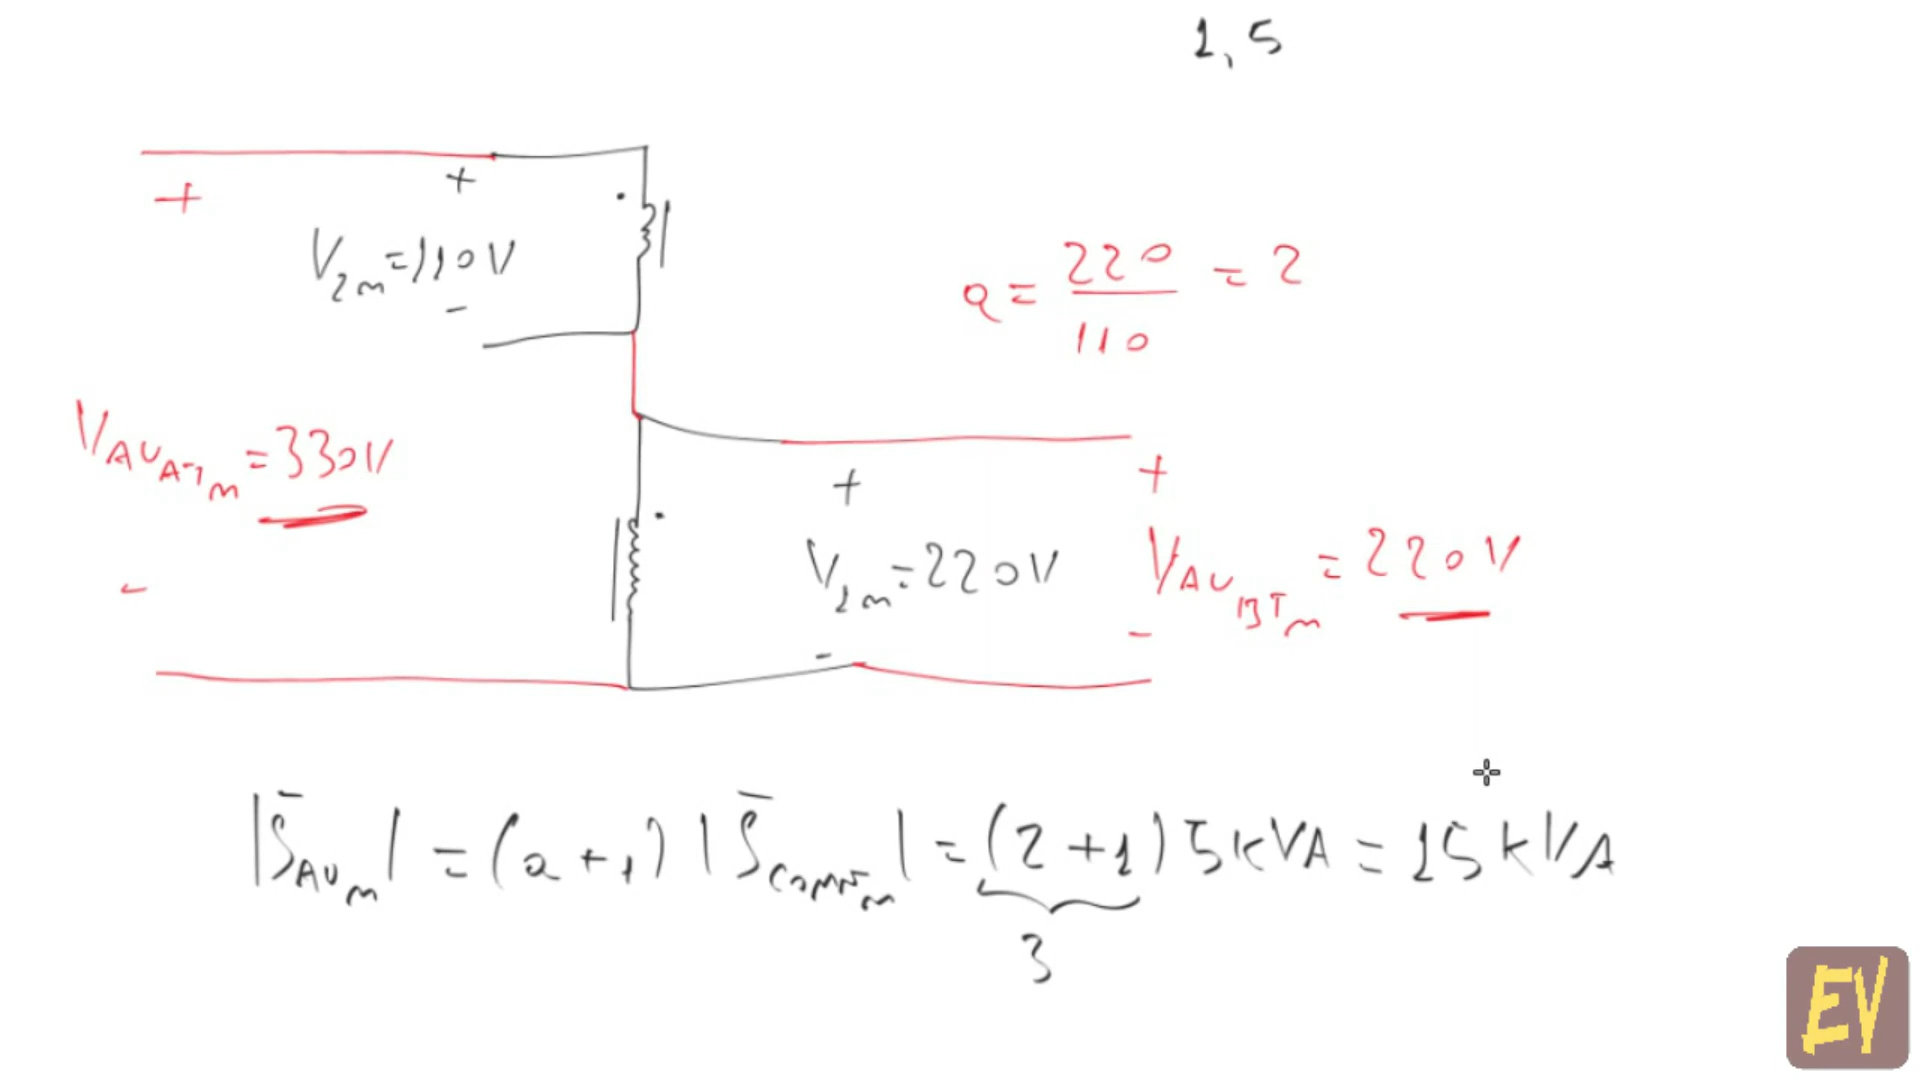 1,5
+
+
V2m=110V
-
a = 220/110 = 2
VAUATm = 330V
-
+
+
V1m=220V
VAUBTm = 220V
-
-
|S̄AUm| = (a+1) |S̄COMNm| = (2+1) 5kVA = 15kVA
3
EV